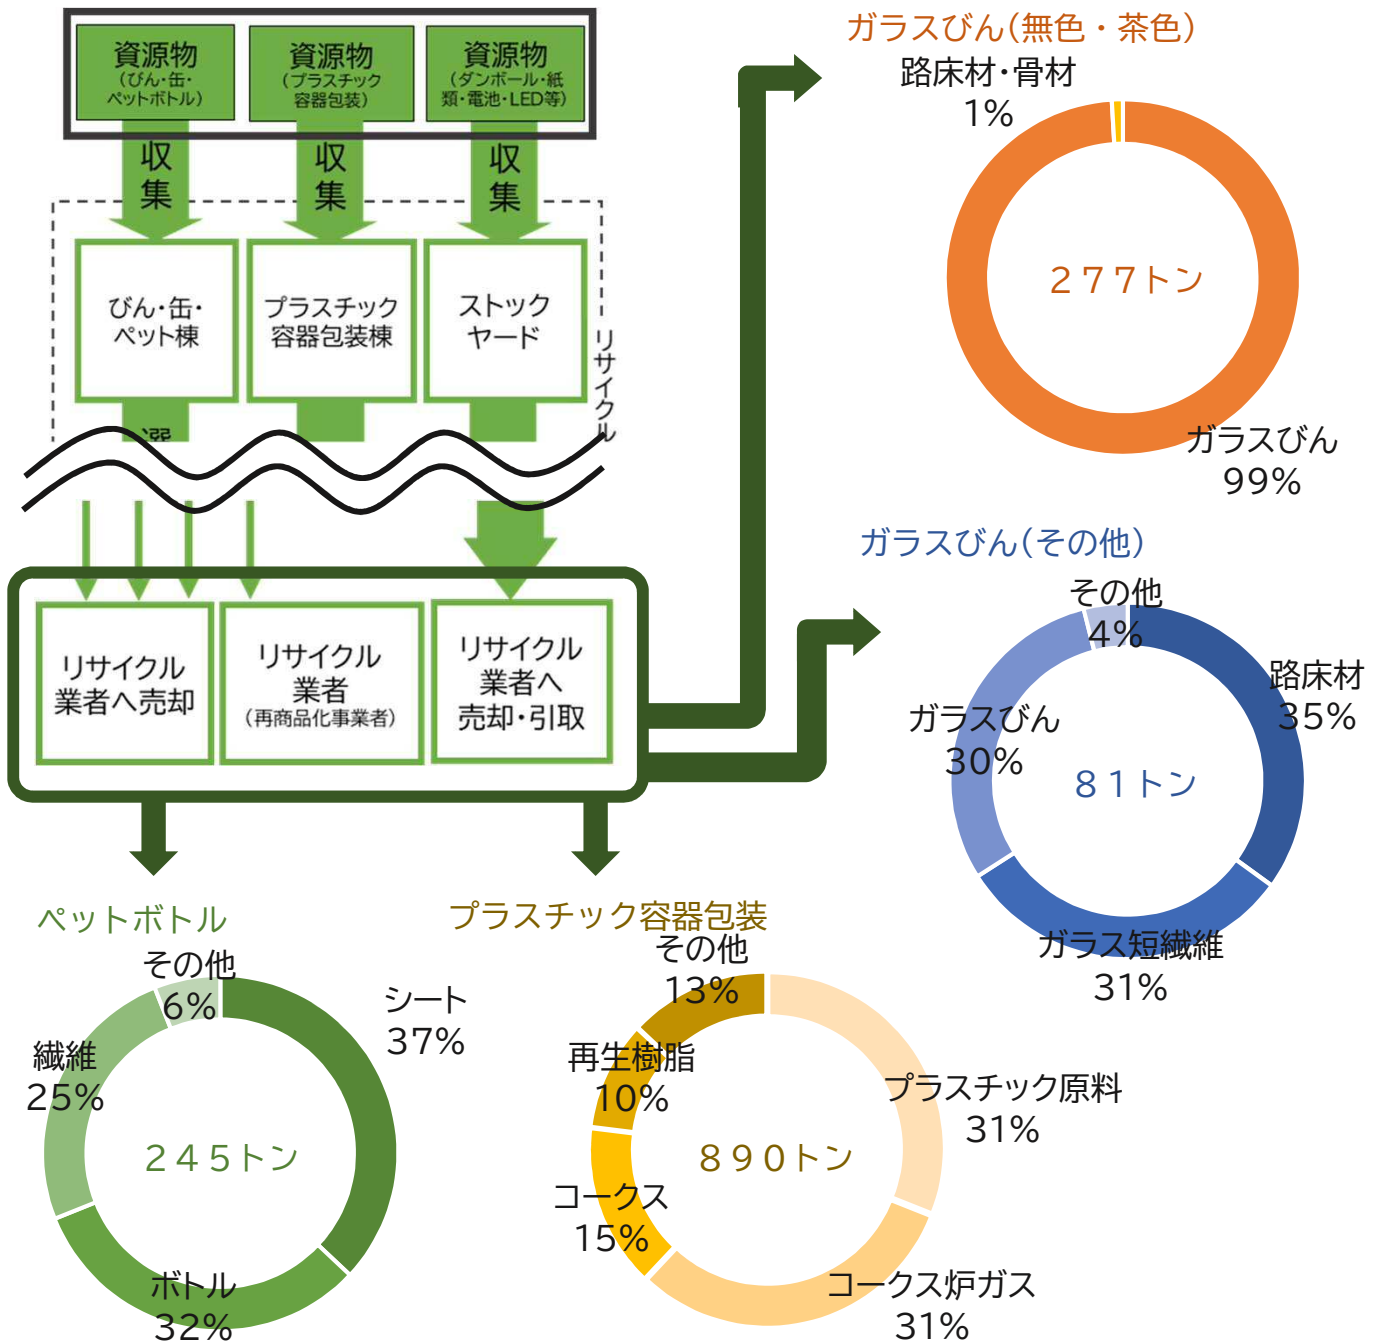 資源物
（びん・缶・
ペットボトル）
資源物
（プラスチック
容器包装）
資源物
（ダンボール・紙
類・電池・LED等）
収
集
収
集
収
集
びん・缶・
ペット棟
プラスチック
容器包装棟
ストック
ヤード
リサイクル
リサイクル
業者へ売却
リサイクル
業者
（再商品化事業者）
リサイクル
業者へ
売却・引取
ガラスびん(無色・茶色)
路床材・骨材
1%
277トン
ガラスびん
99%
ガラスびん(その他)
その他
4%
路床材
35%
ガラスびん
30%
81トン
ガラス短繊維
31%
ペットボトル
その他
6%
シート
37%
繊維
25%
245トン
ボトル
32%
プラスチック容器包装
その他
13%
再生樹脂
10%
プラスチック原料
31%
890トン
コークス
15%
コークス炉ガス
31%